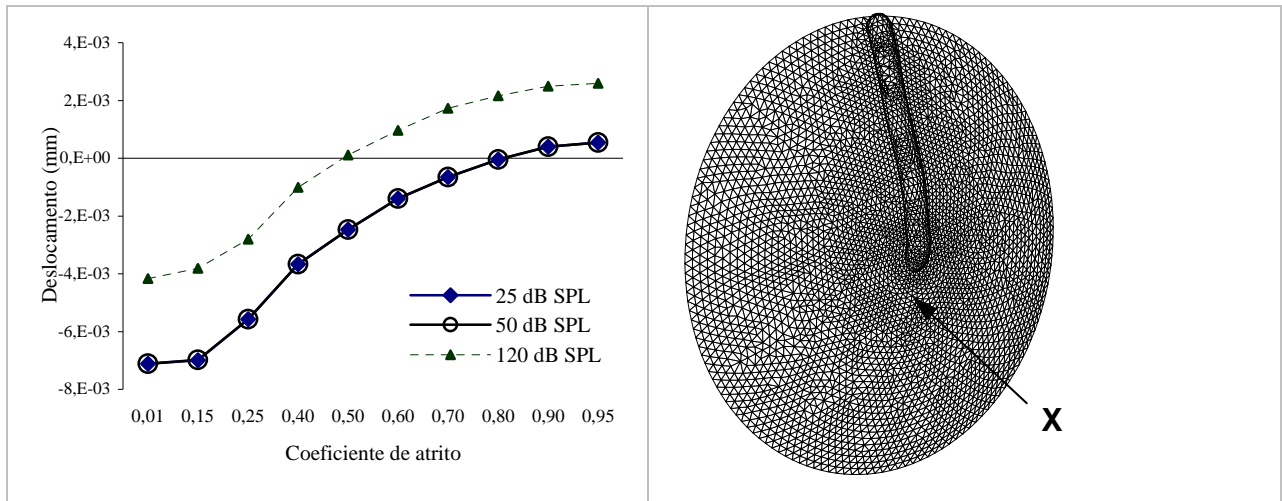 4,E-03
2,E-03
0,E+00
-2,E-03
-4,E-03
-6,E-03
-8,E-03
Deslocamento (mm)
25 dB SPL
50 dB SPL
120 dB SPL
0,01 0,15 0,25 0,40 0,50 0,60 0,70 0,80 0,90 0,95
Coeficiente de atrito
X